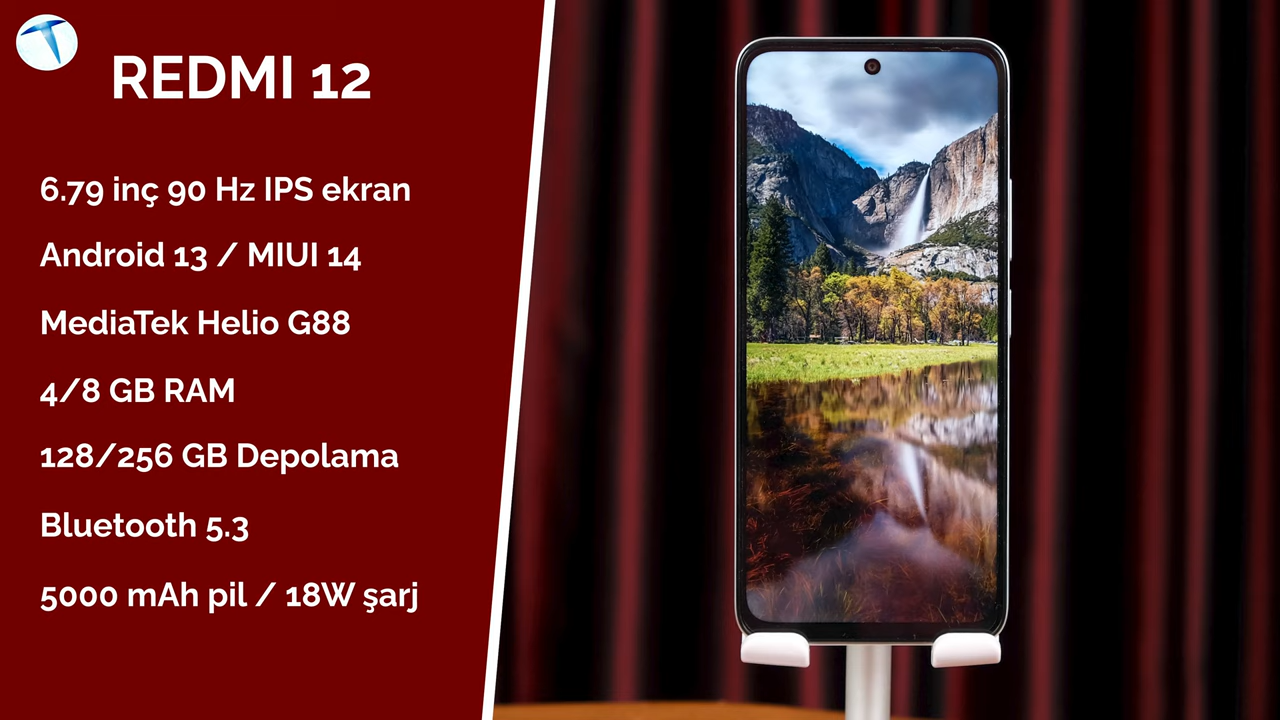 REDMI 12
6.79 inç 90 Hz IPS ekran
Android 13 / MIUI 14
MediaTek Helio G88
4/8 GB RAM
128/256 GB Depolama
Bluetooth 5.3
5000 mAh pil / 18W şarj